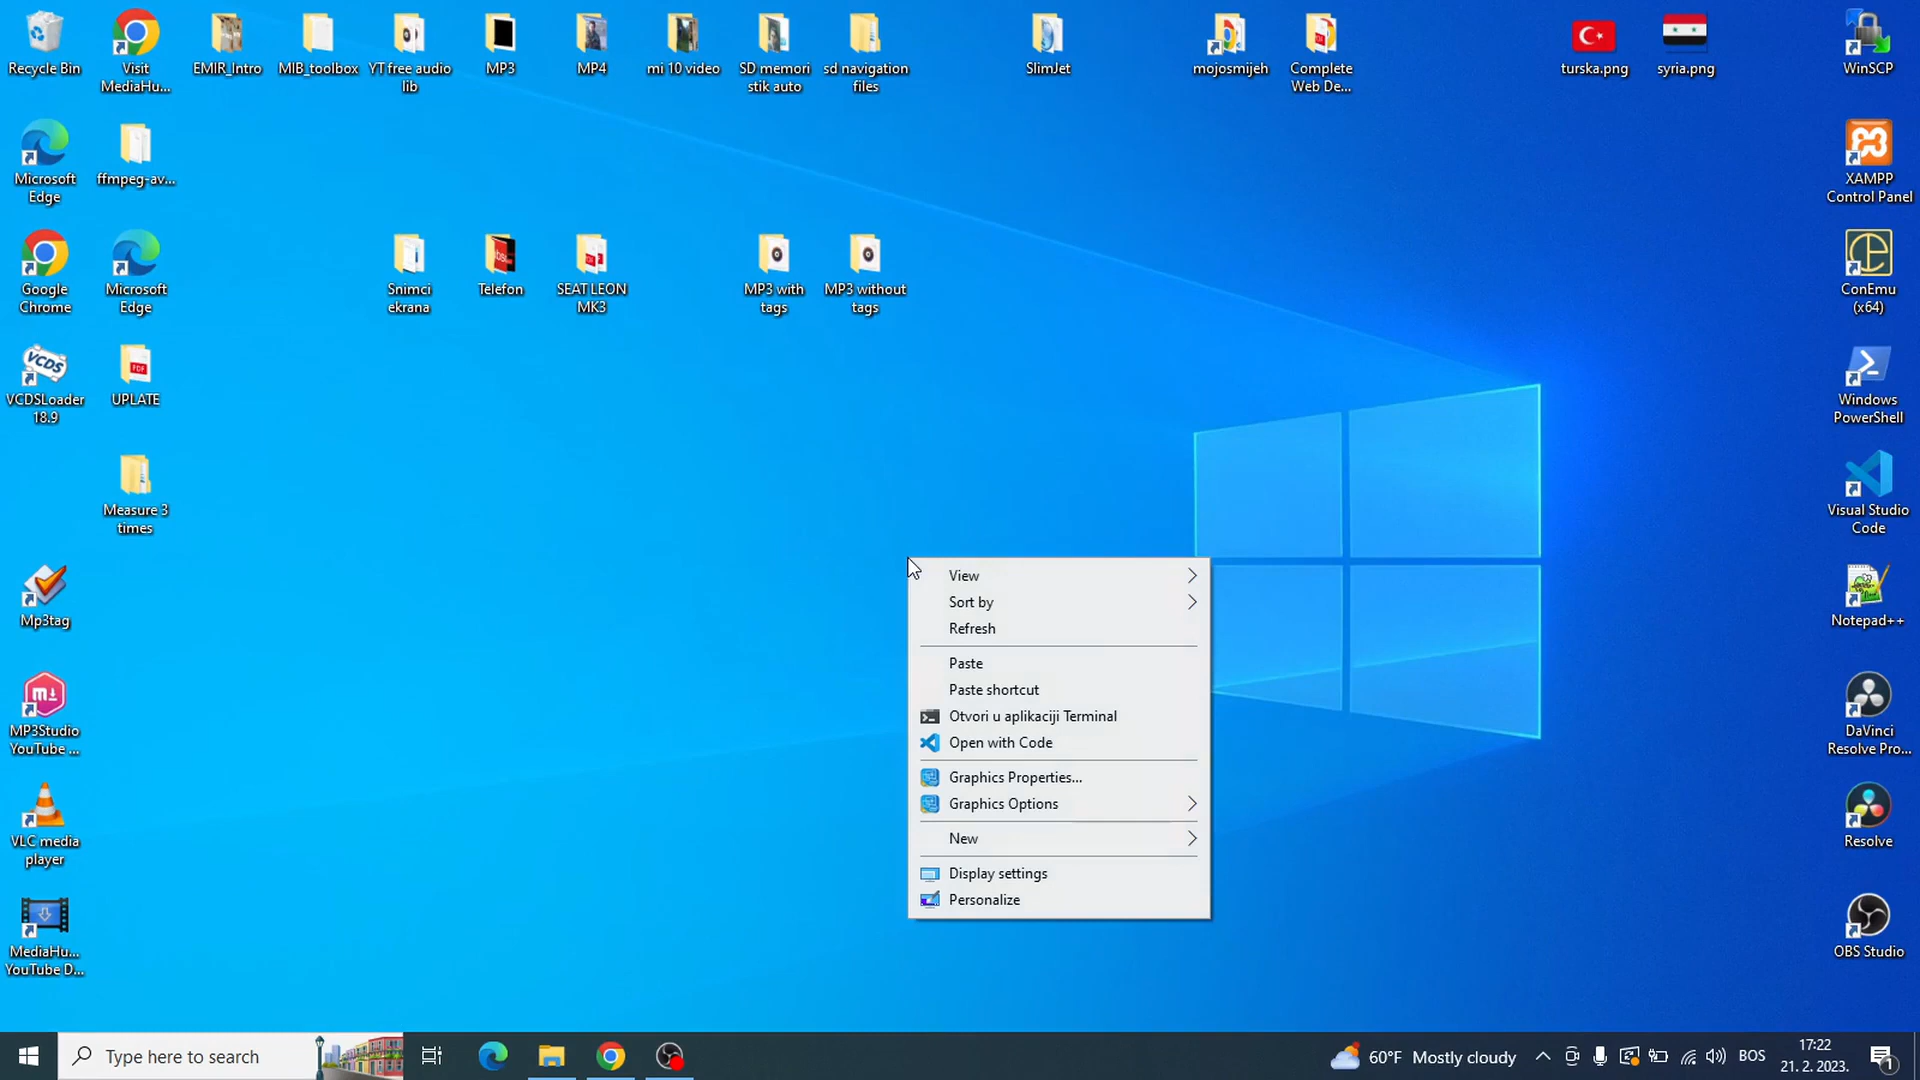 Recycle Bin
Visit
MediaHu...
EMIR_Intro
MIB_toolbox
YT free audio
lib
MP3
MP4
mi 10 video
SD memori
stik auto
sd navigation
files
SlimJet
mojosmijeh
Complete
Web De...
turska.png
syria.png
WinSCP
Microsoft
Edge
ffmpeg-av...
XAMPP
Control Panel
Google
Chrome
Microsoft
Edge
Snimci
ekrana
Telefon
SEAT LEON
MK3
MP3 with
tags
MP3 without
tags
ConEmu
(x64)
VCDS
VCDSLoader
18.9
PDF
UPLATE
Windows
PowerShell
Measure 3
times
Visual Studio
Code
Mp3tag
Notepad++
MP3Studio
YouTube ...
DaVinci
Resolve Pro...
VLC media
player
Resolve
MediaHu...
YouTube D...
OBS Studio
View
Sort by
Refresh
Paste
Paste shortcut
Otvori u aplikaciji Terminal
Open with Code
Graphics Properties...
Graphics Options
New
Display settings
Personalize
Type here to search
60°F Mostly cloudy
BOS
17:22
21. 2. 2023.
1